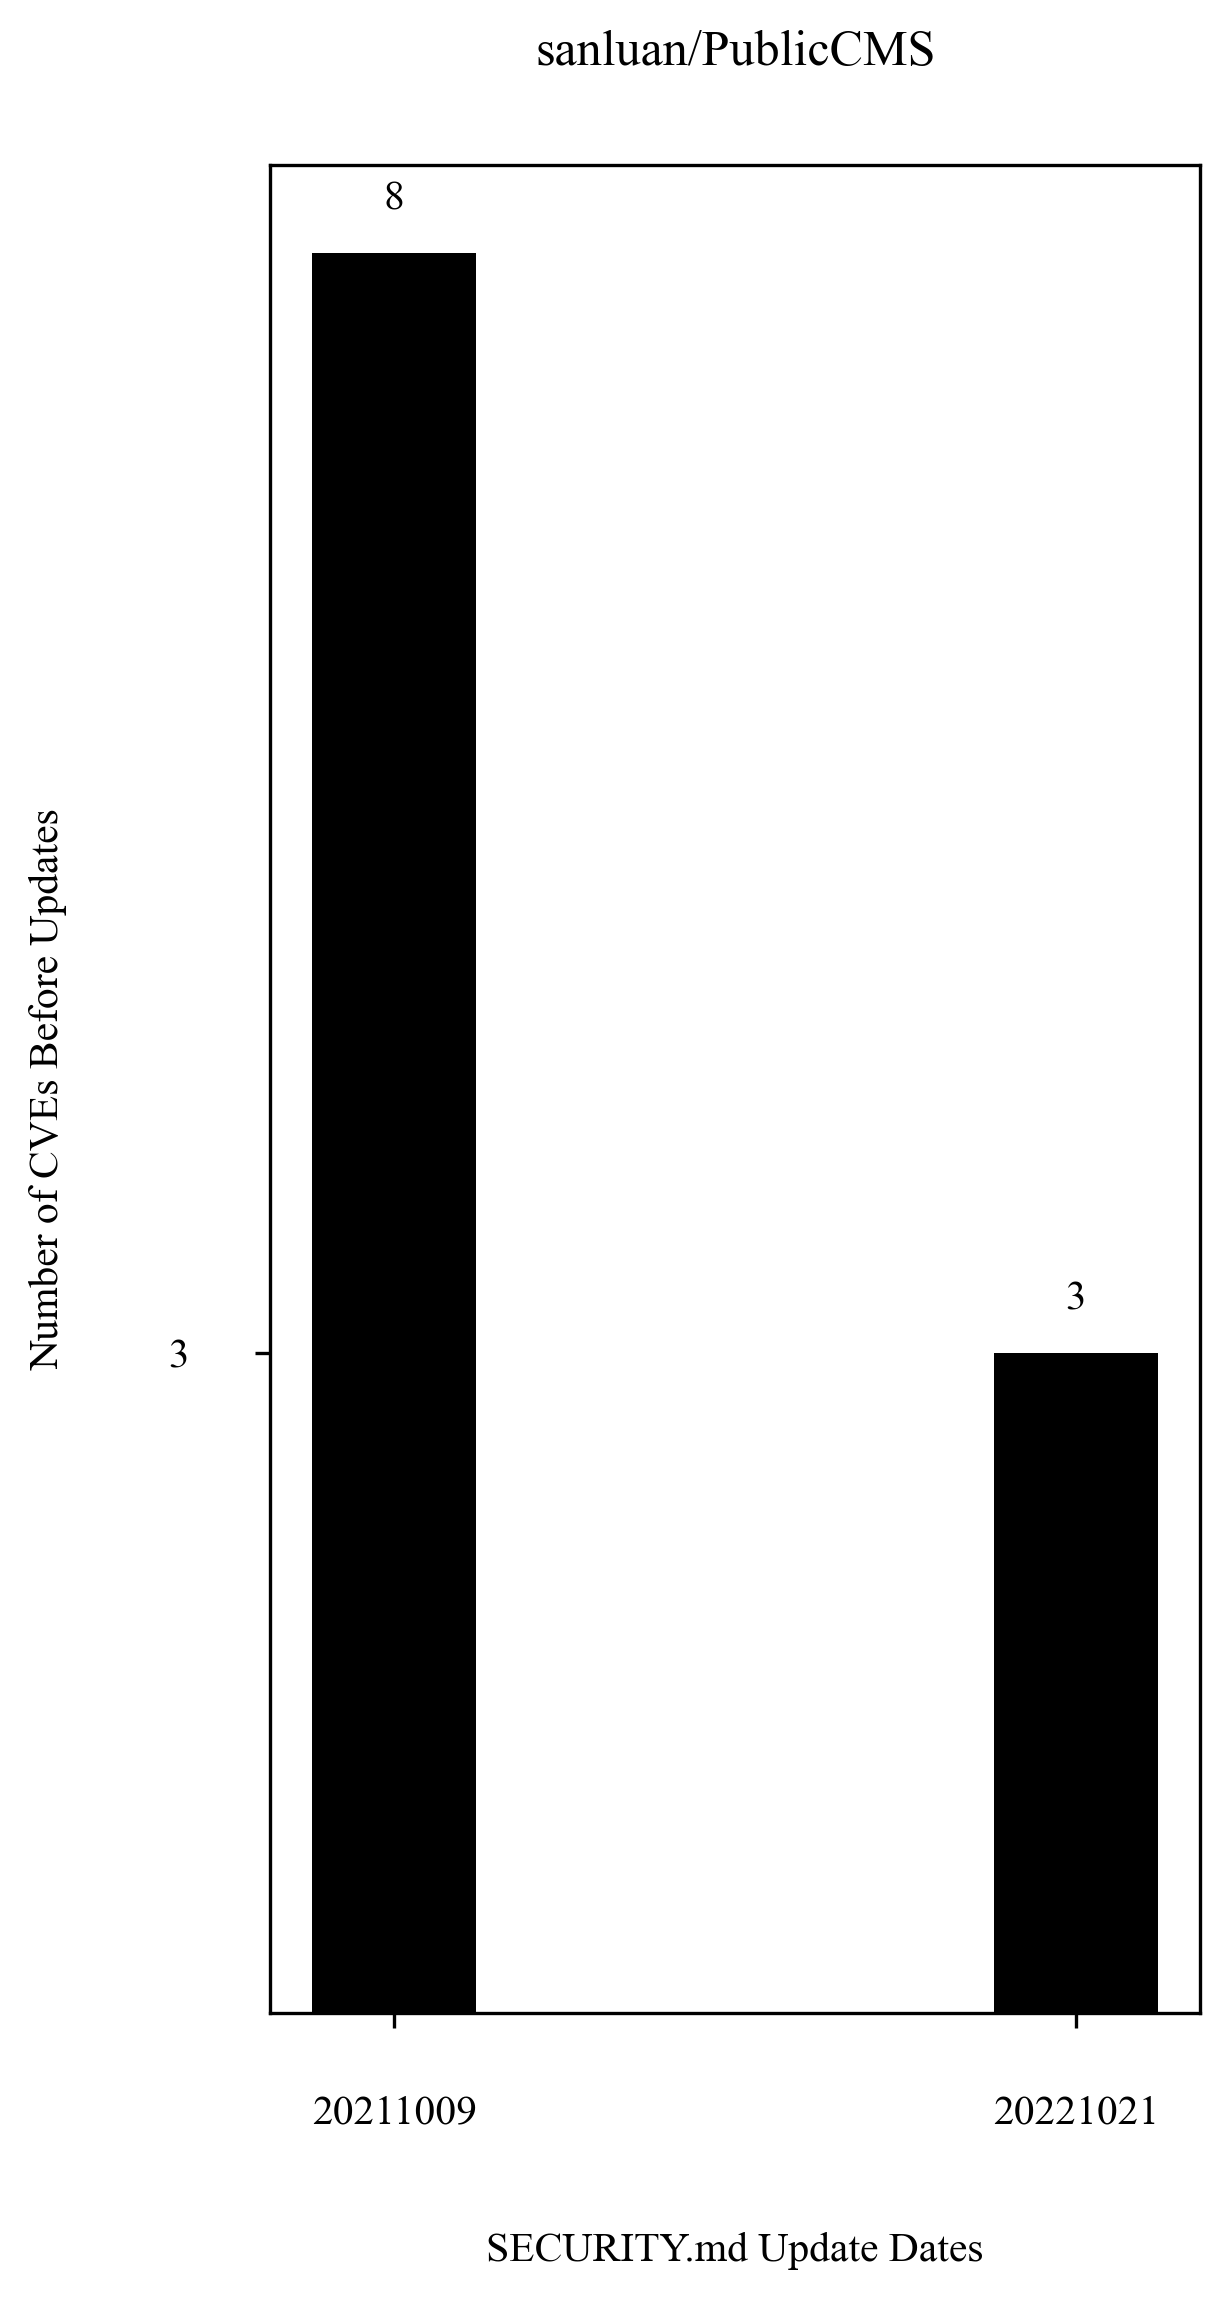 sanluan/PublicCMS
8
Number of CVEs Before Updates
3
3
20211009
20221021
SECURITY.md Update Dates